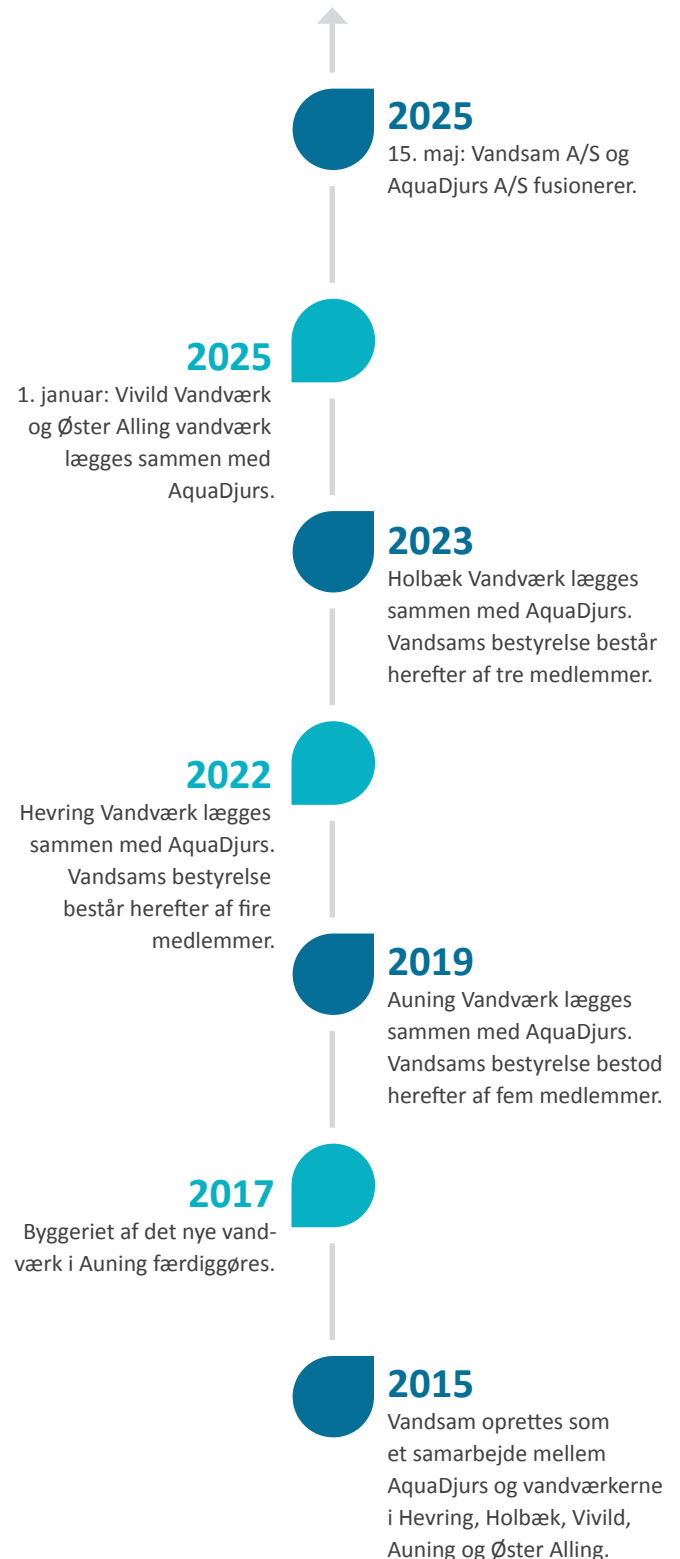 2025
15. maj: Vandsam A/S og
AquaDjurs A/S fusionerer.
2025
1. januar: Vivild Vandværk
og Øster Alling vandværk
lægges sammen med
AquaDjurs.
2023
Holbæk Vandværk lægges
sammen med AquaDjurs.
Vandsams bestyrelse består
herefter af tre medlemmer.
2022
Hevring Vandværk lægges
sammen med AquaDjurs.
Vandsams bestyrelse
består herefter af fire
medlemmer.
2019
Auning Vandværk lægges
sammen med AquaDjurs.
Vandsams bestyrelse bestod
herefter af fem medlemmer.
2017
Byggeriet af det nye vand-
værk i Auning færdiggøres.
2015
Vandsam oprettes som
et samarbejde mellem
AquaDjurs og vandværkerne
i Hevring, Holbæk, Vivild,
Auning og Øster Alling.